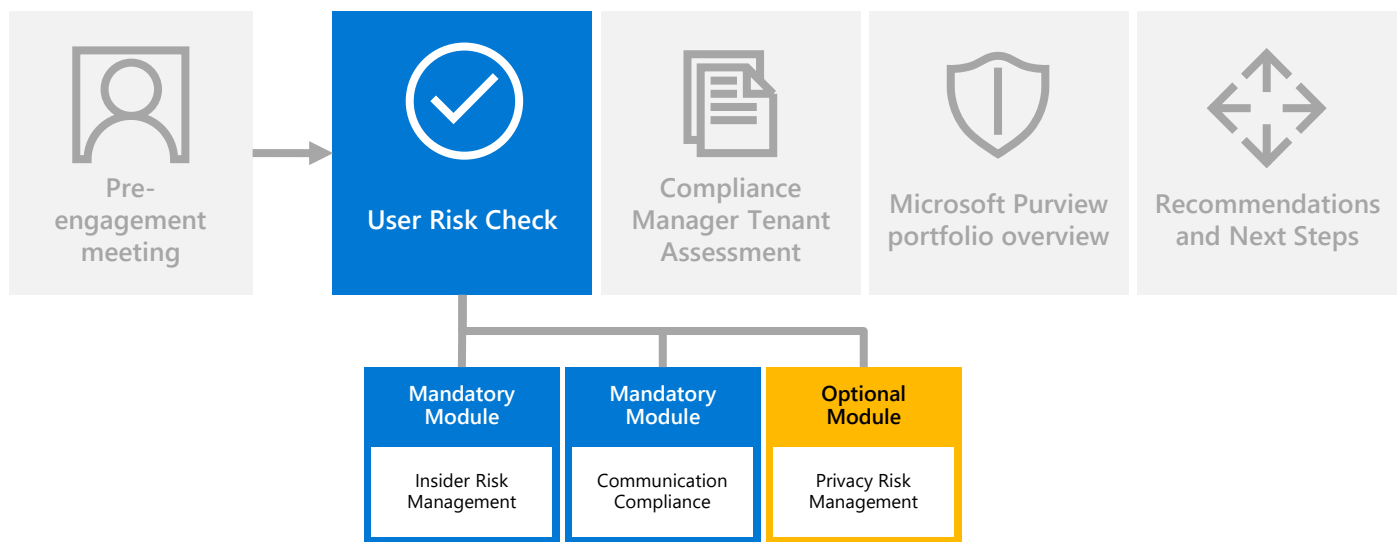 Pre-
engagement
meeting
User Risk Check
Compliance
Manager Tenant
Assessment
Microsoft Purview
portfolio overview
Recommendations
and Next Steps
Mandatory
Module
Insider Risk
Management
Mandatory
Module
Communication
Compliance
Optional
Module
Privacy Risk
Management